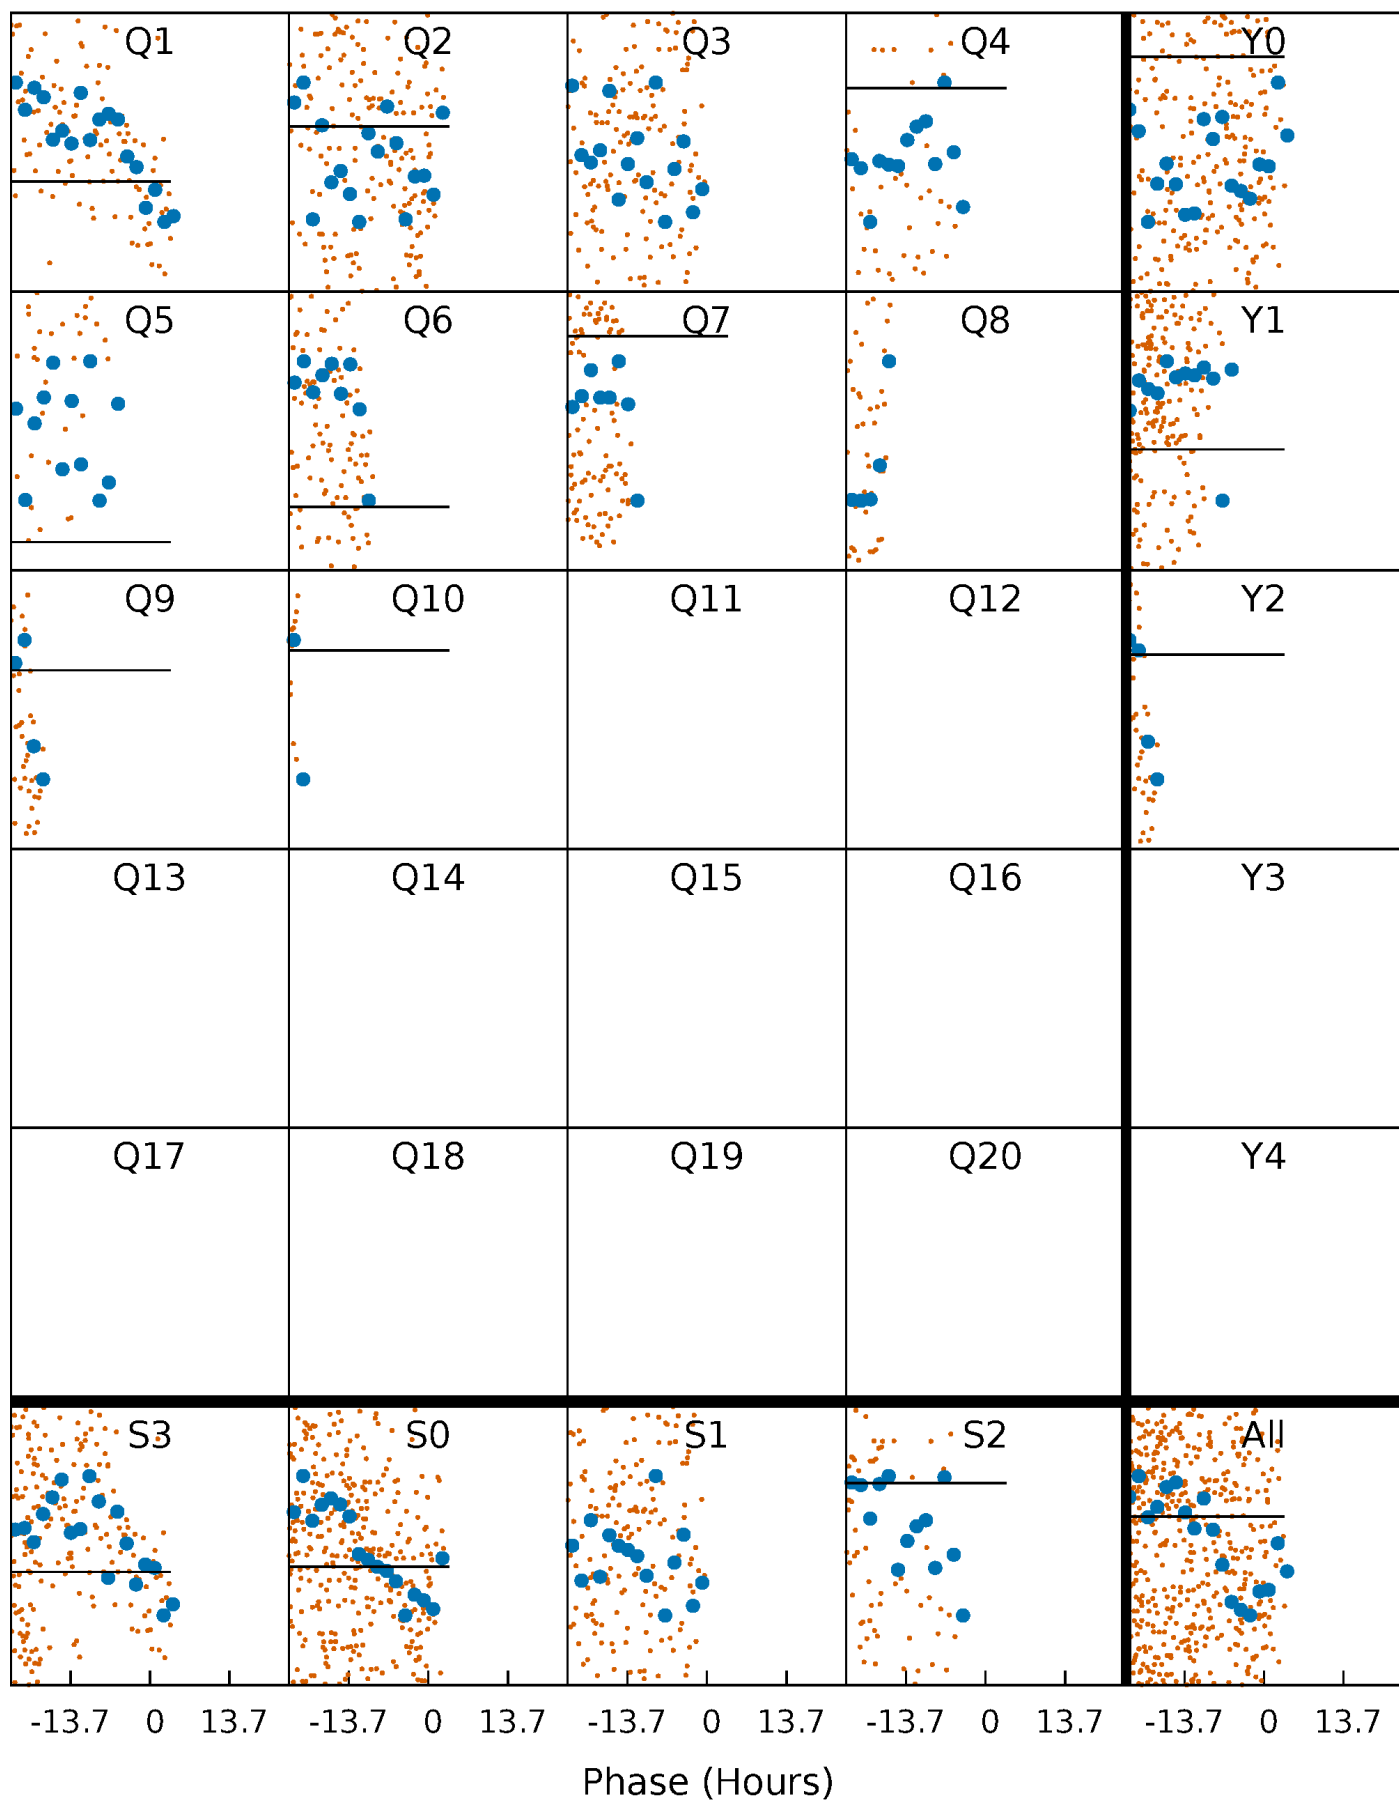 Q1 Q2 Q3 Q4 Y0
Q5 Q6 Q7 Q8 Y1
Q9 Q10 Q11 Q12 Y2
Q13 Q14 Q15 Q16 Y3
Q17 Q18 Q19 Q20 Y4
S3 S0 S1 S2 All
-13.7 0 13.7 -13.7 0 13.7 -13.7 0 13.7 -13.7 0 13.7 -13.7 0 13.7
Phase (Hours)